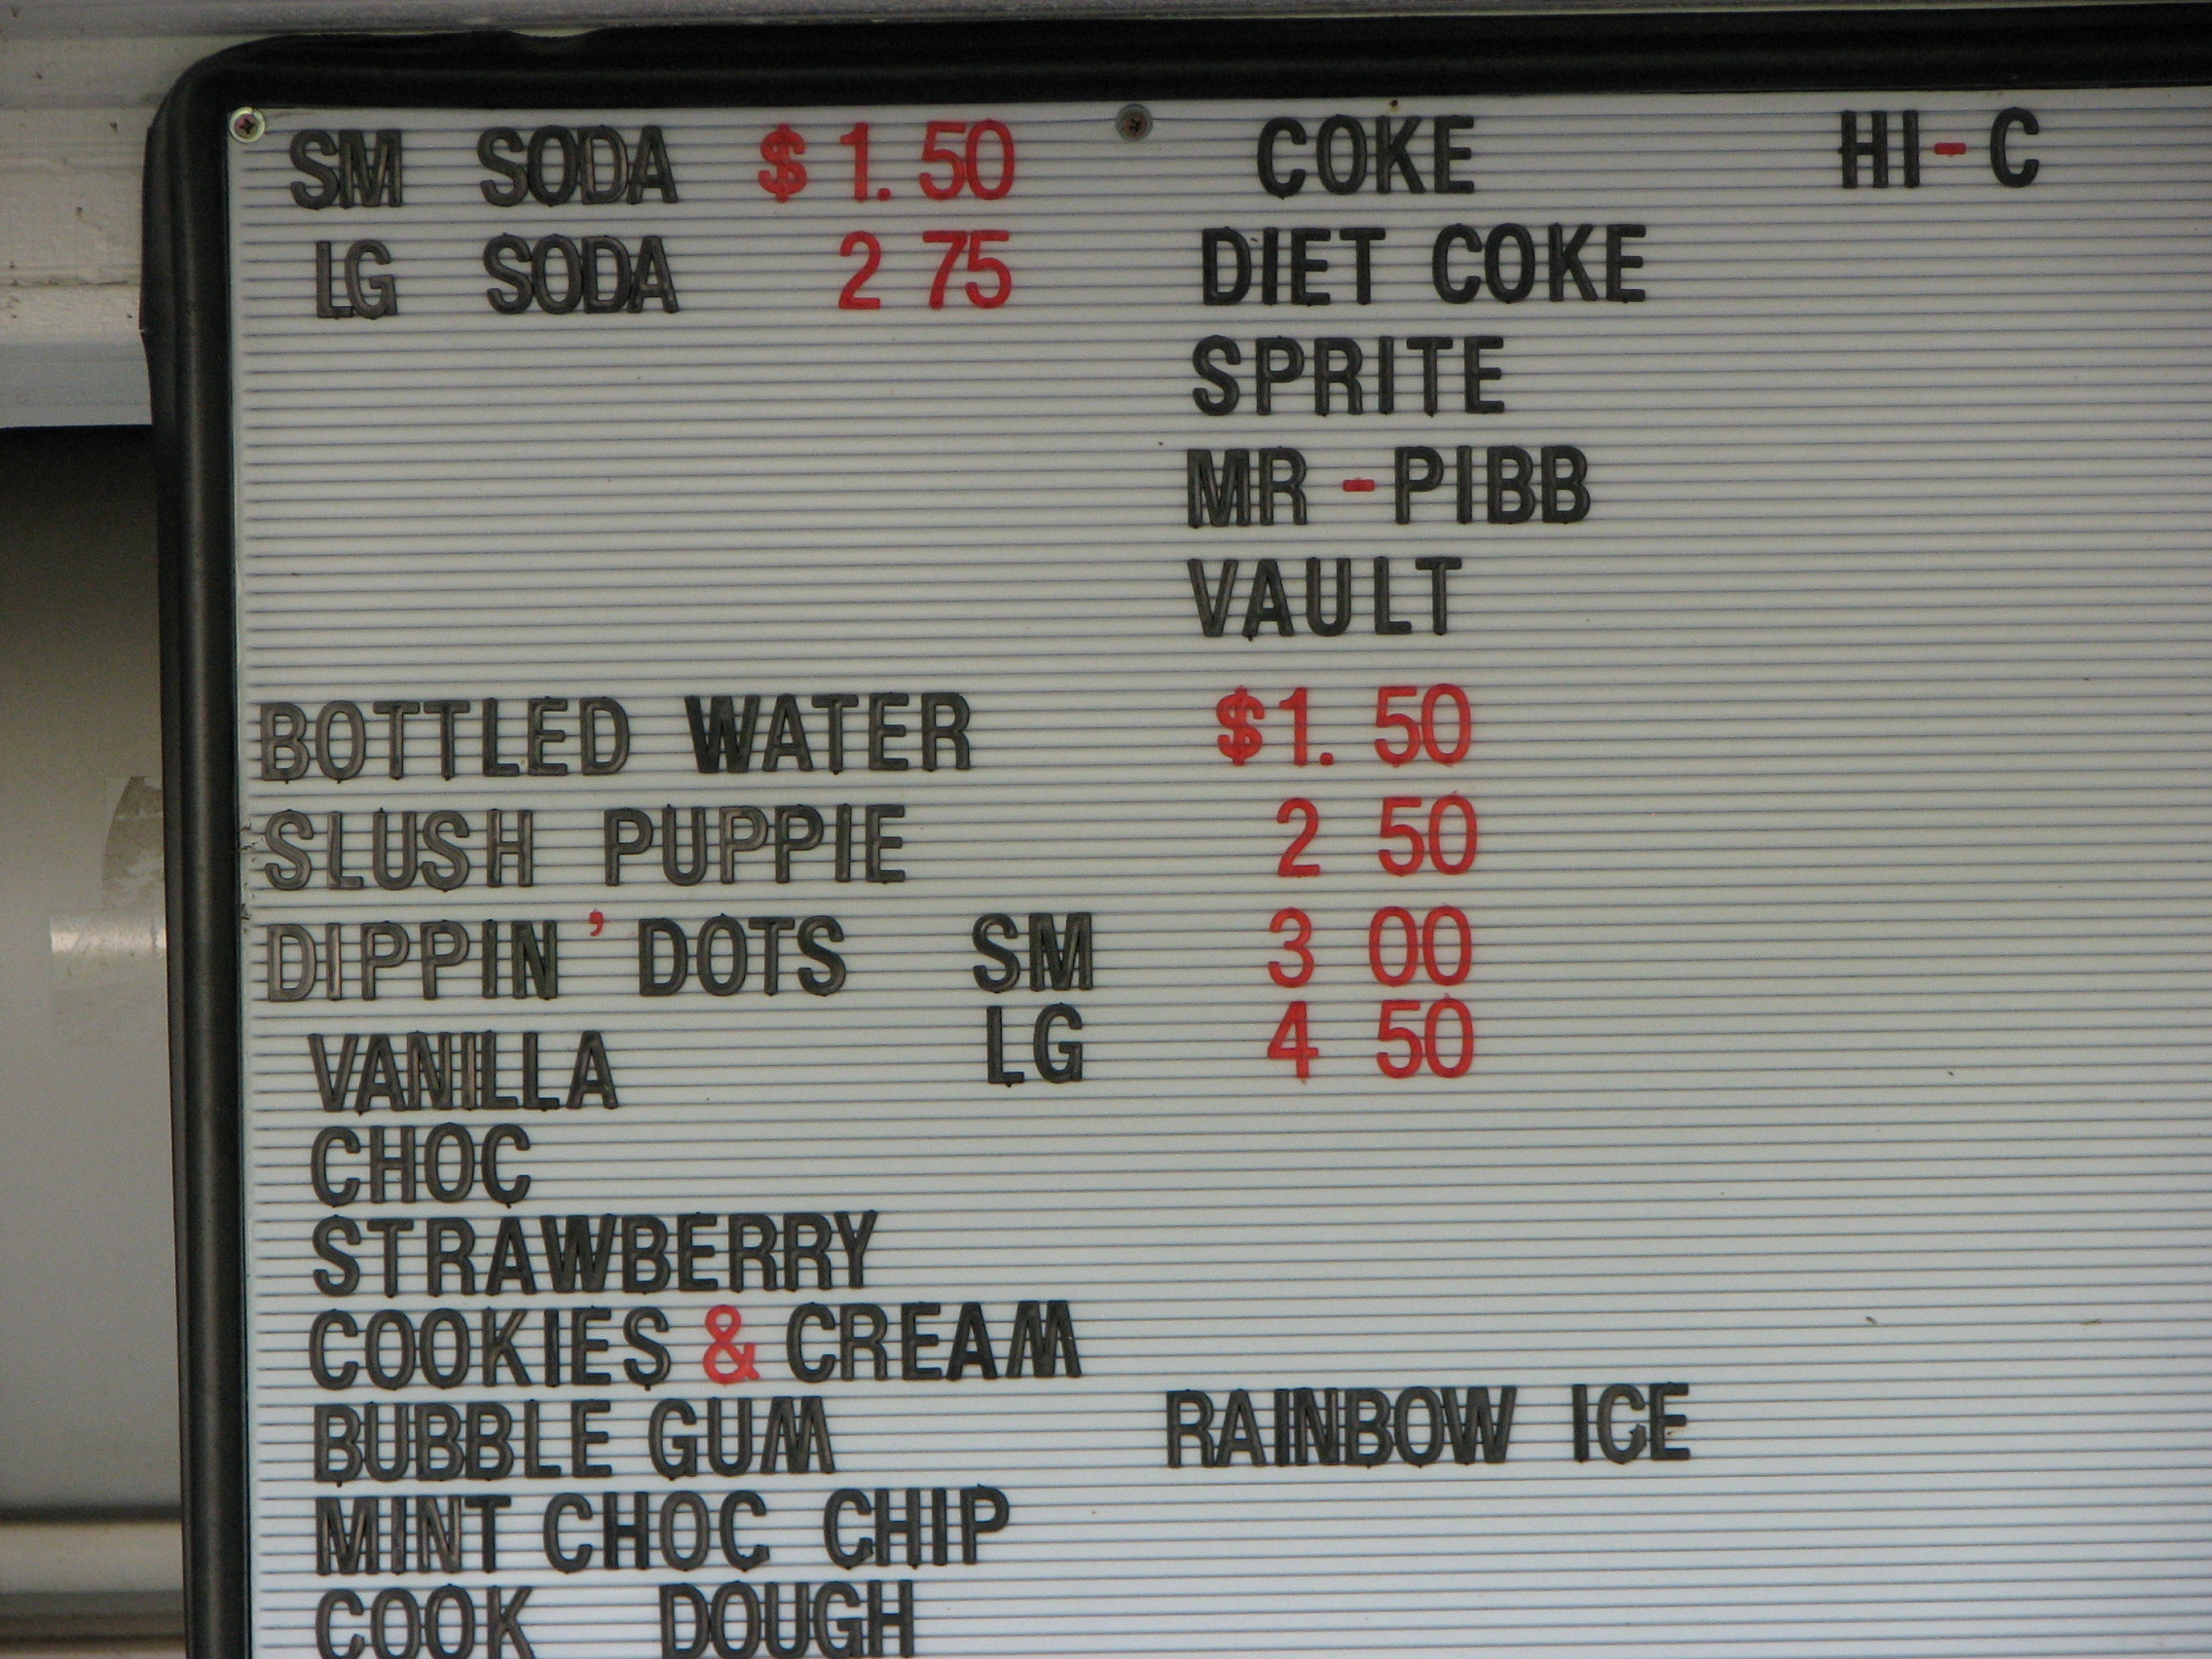 SM SODA $1.50 COKE HI-C
LG SODA 2 75 DIET COKE
SPRITE
MR-PIBB
VAULT
BOTTLED WATER $1.50
SLUSH PUPPIE 2 50
DIPPIN' DOTS SM 3 00
VANILLA LG 4 50
CHOC
STRAWBERRY
COOKIES & CREAM
BUBBLE GUM RAINBOW ICE
MINT CHOC CHIP
COOK DOUGH